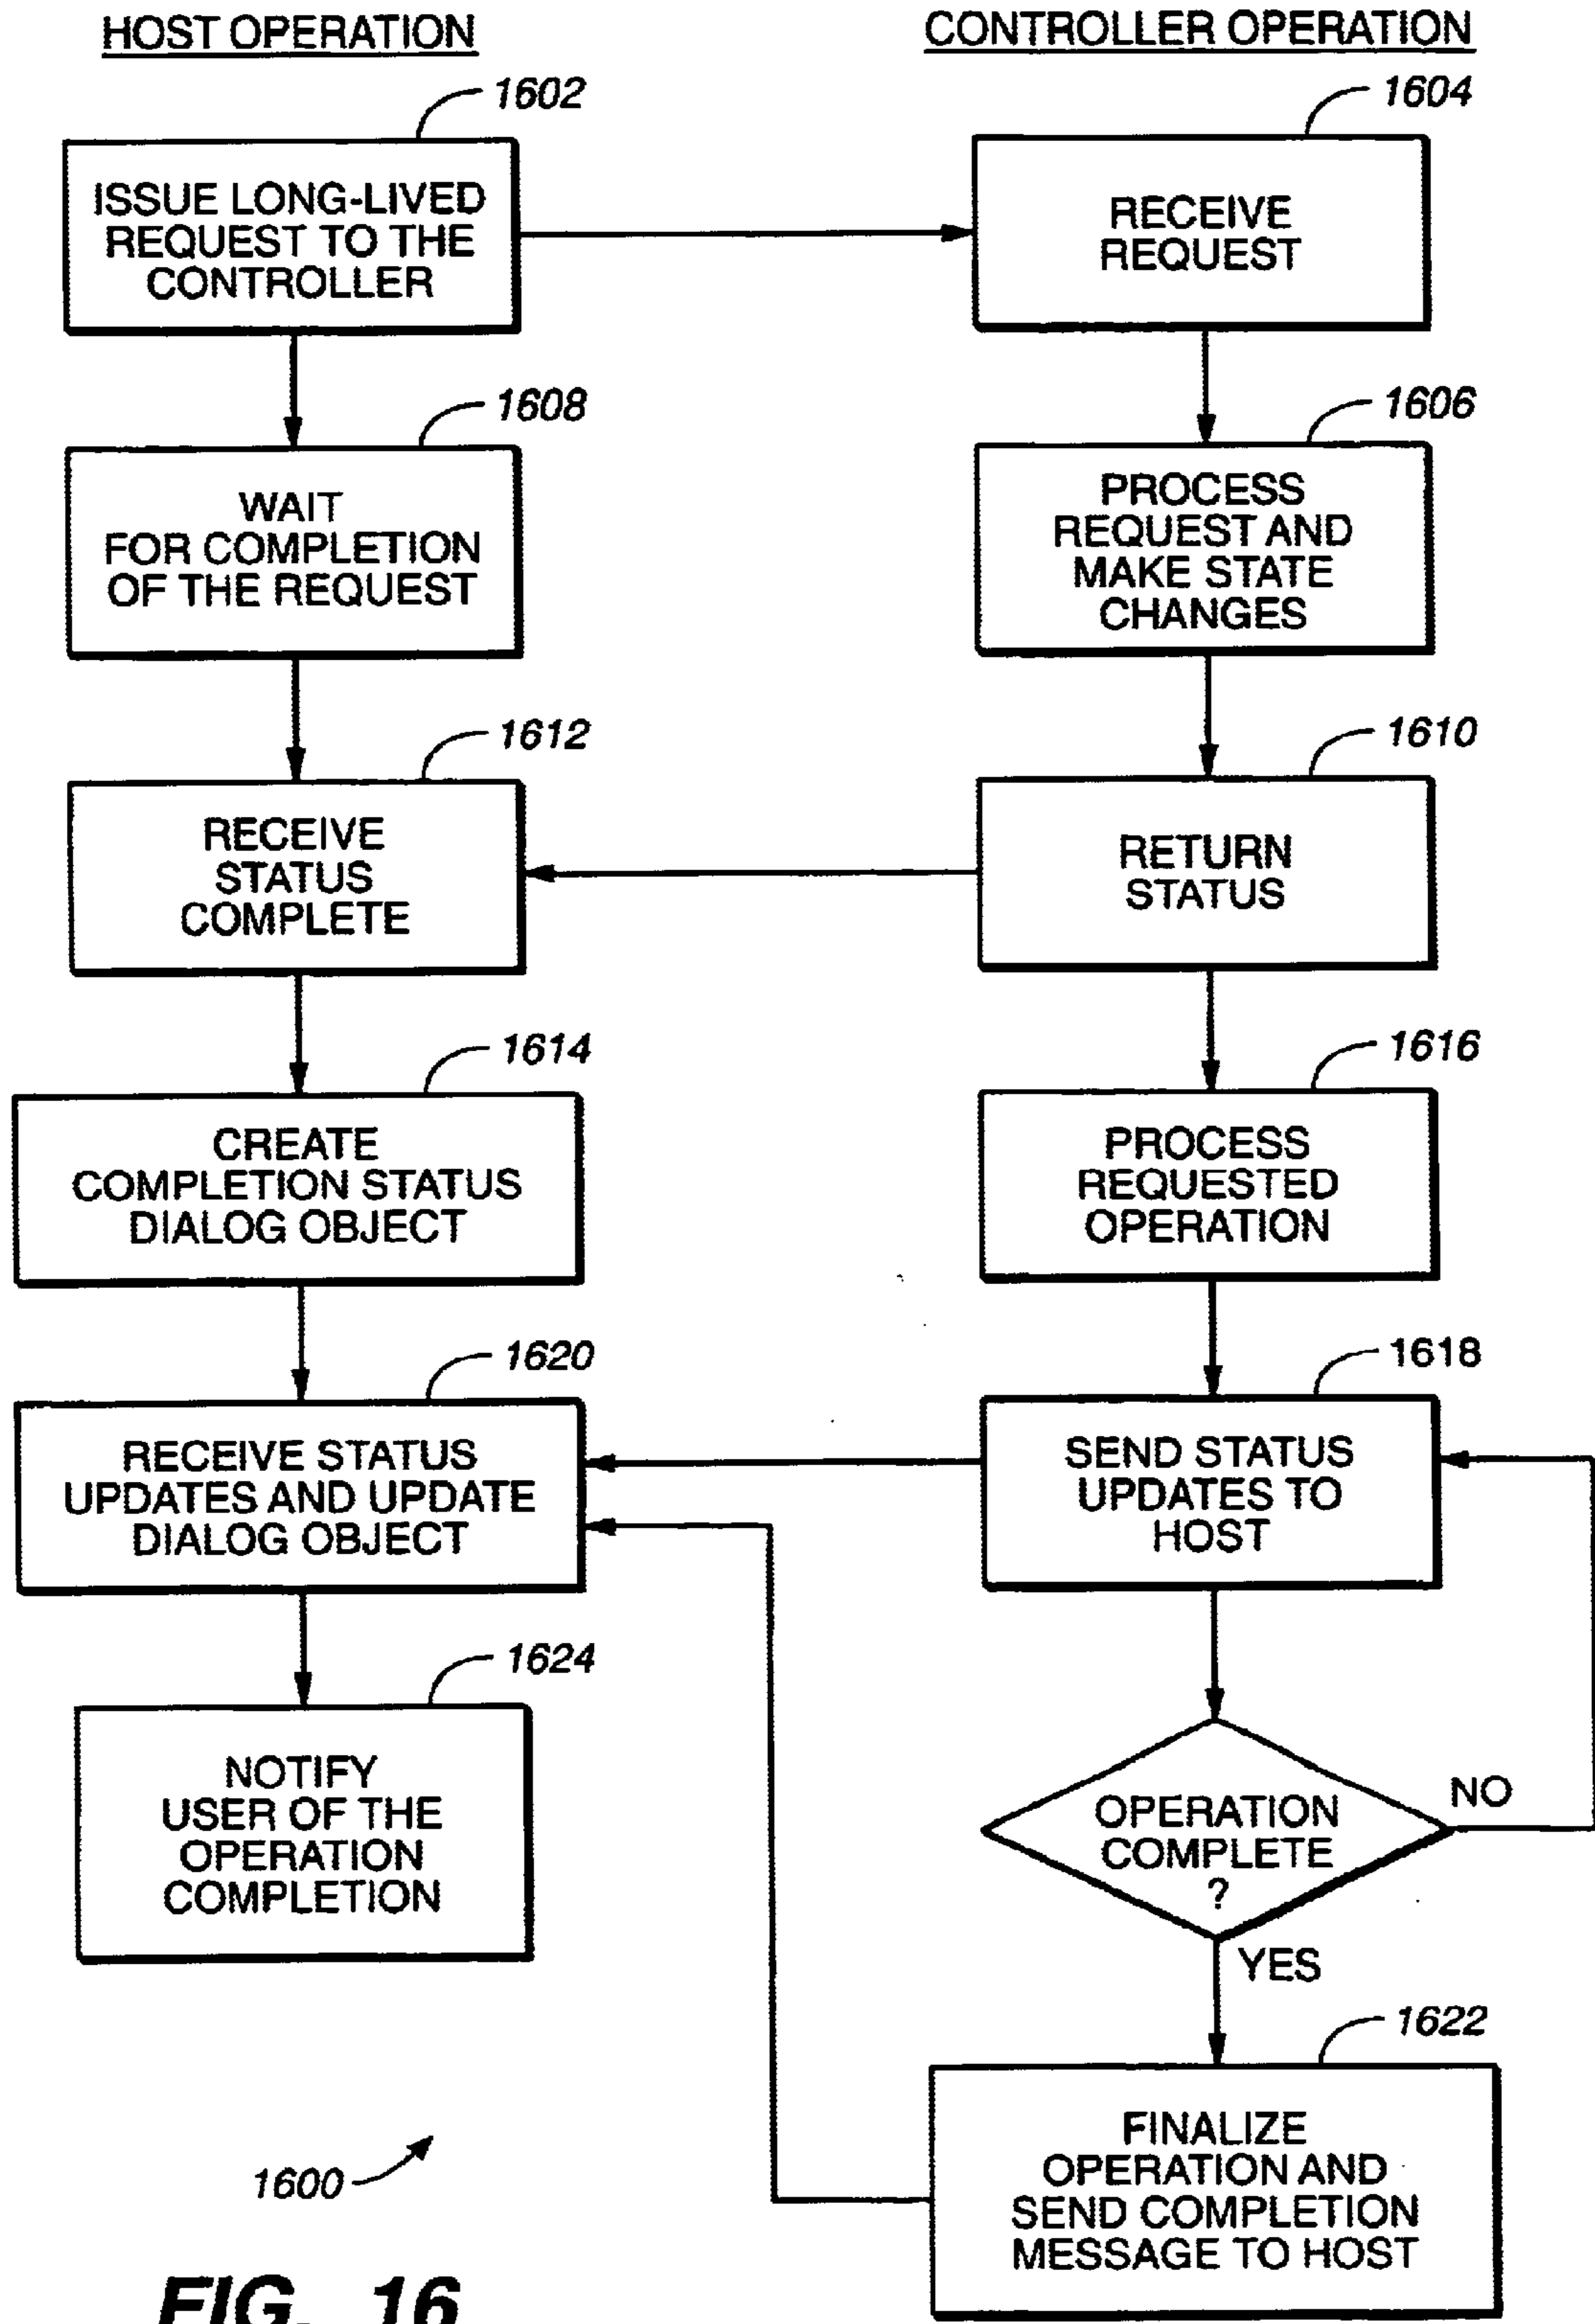 HOST OPERATION
CONTROLLER OPERATION
1602
1604
ISSUE LONG-LIVED
REQUEST TO THE
CONTROLLER
RECEIVE
REQUEST
1608
1606
WAIT
FOR COMPLETION
OF THE REQUEST
PROCESS
REQUEST AND
MAKE STATE
CHANGES
1612
1610
RECEIVE
STATUS
COMPLETE
RETURN
STATUS
1614
1616
CREATE
COMPLETION STATUS
DIALOG OBJECT
PROCESS
REQUESTED
OPERATION
1620
1618
RECEIVE STATUS
UPDATES AND UPDATE
DIALOG OBJECT
SEND STATUS
UPDATES TO
HOST
1624
NOTIFY
USER OF THE
OPERATION
COMPLETION
OPERATION
COMPLETE
?
NO
YES
1622
FINALIZE
OPERATION AND
SEND COMPLETION
MESSAGE TO HOST
1600
FIG. 16